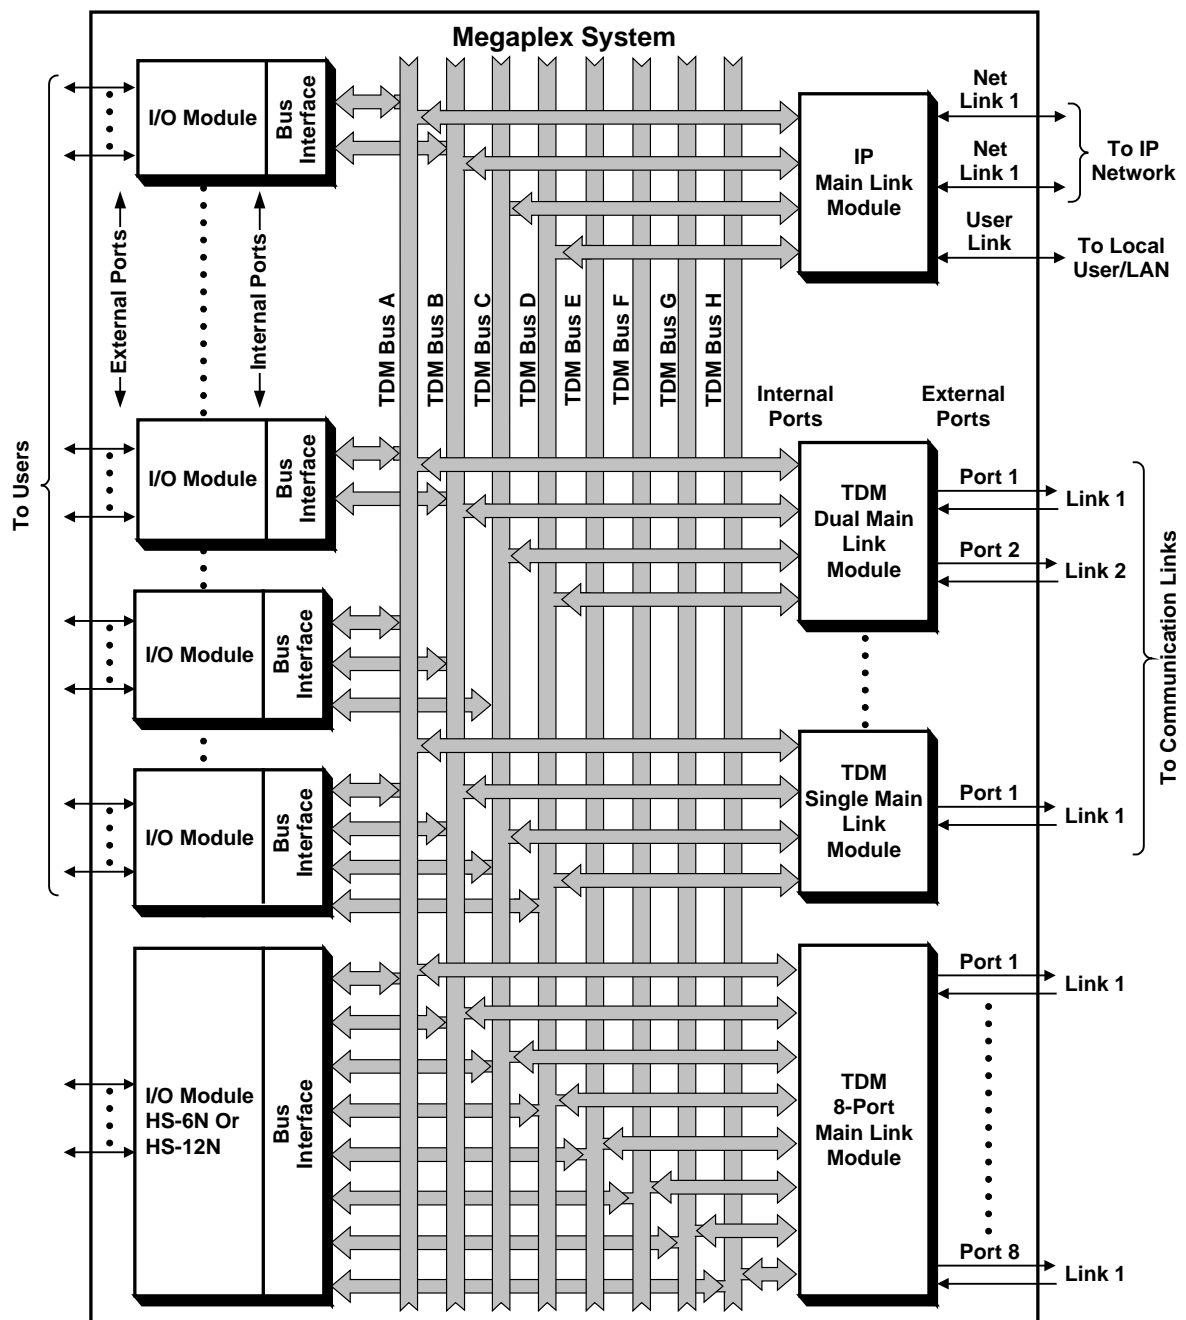 Megaplex System
I/O Module
Bus
Interface
Net
Link 1
IP
Main Link
Module
Net
Link 1
To IP
Network
User
Link
To Local
User/LAN
External Ports
Internal Ports
TDM Bus A
TDM Bus B
TDM Bus C
TDM Bus D
TDM Bus E
TDM Bus F
TDM Bus G
TDM Bus H
To Users
Internal
Ports
External
Ports
I/O Module
Bus
Interface
TDM
Dual Main
Link
Module
Port 1
Link 1
Port 2
Link 2
To Communication Links
I/O Module
Bus
Interface
I/O Module
Bus
Interface
TDM
Single Main
Link
Module
Port 1
Link 1
I/O Module
HS-6N Or
HS-12N
Bus
Interface
TDM
8-Port
Main Link
Module
Port 1
Link 1
Port 8
Link 1